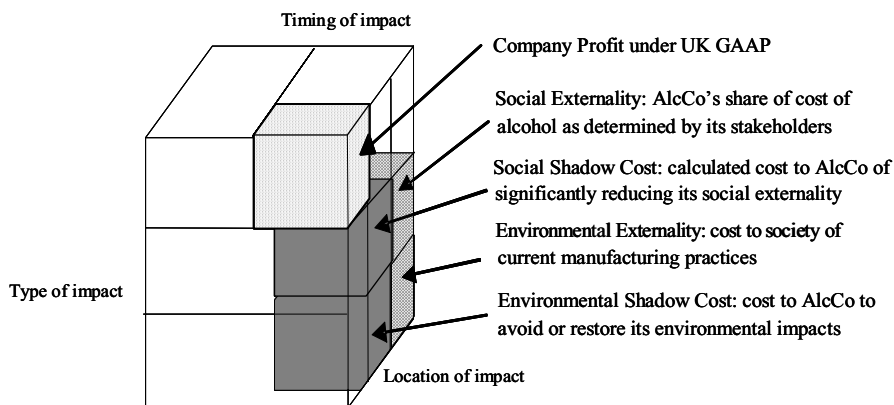 Timing of impact
Company Profit under UK GAAP
Social Externality: AlcCo's share of cost of
alcohol as determined by its stakeholders
Social Shadow Cost: calculated cost to AlcCo of
significantly reducing its social externality
Environmental Externality: cost to society of
current manufacturing practices
Type of impact
Environmental Shadow Cost: cost to AlcCo to
avoid or restore its environmental impacts
Location of impact